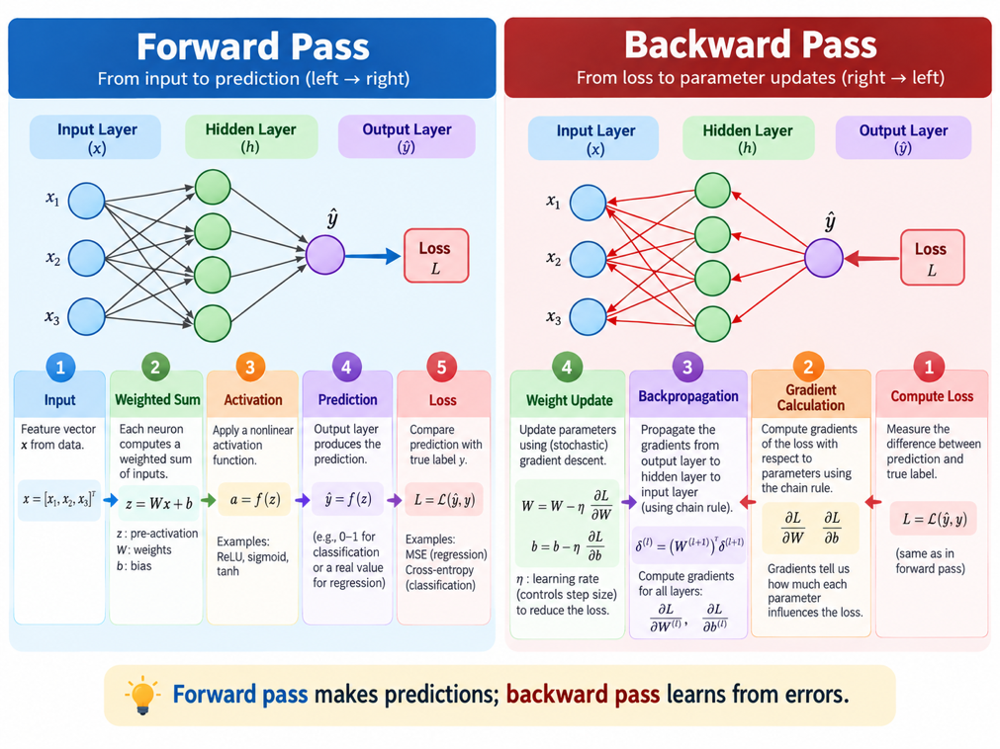 Forward Pass
From input to prediction (left → right)
Input Layer
(x)
Hidden Layer
(h)
Output Layer
(ŷ)
x₁
x₂
x₃
ŷ
Loss
L
1
Input
Feature vector
x from data.
x = [x₁, x₂, x₃]ᵀ
2
Weighted Sum
Each neuron
computes a
weighted sum
of inputs.
z = Wx + b
z : pre-activation
W : weights
b : bias
3
Activation
Apply a nonlinear
activation
function.
a = f(z)
Examples:
ReLU, sigmoid,
tanh
4
Prediction
Output layer
produces the
prediction.
ŷ = f(z)
(e.g., 0–1 for
classification
or a real value
for regression)
5
Loss
Compare
prediction with
true label y.
L = ℒ(ŷ, y)
Examples:
MSE (regression)
Cross-entropy
(classification)
Backward Pass
From loss to parameter updates (right → left)
Input Layer
(x)
Hidden Layer
(h)
Output Layer
(ŷ)
x₁
x₂
x₃
ŷ
Loss
L
4
Weight Update
Update parameters
using (stochastic)
gradient descent.
W = W − η ∂L/∂W
b = b − η ∂L/∂b
η : learning rate
(controls step size)
to reduce the loss.
3
Backpropagation
Propagate the
gradients from
output layer to
hidden layer to
input layer
(using chain rule).
δ⁽ˡ⁾ = (W⁽ˡ⁺¹⁾)ᵀδ⁽ˡ⁺¹⁾
Compute gradients
for all layers:
∂L/∂W⁽ˡ⁾, ∂L/∂b⁽ˡ⁾
2
Gradient
Calculation
Compute gradients
of the loss with
respect to
parameters using
the chain rule.
∂L/∂W ∂L/∂b
Gradients tell us
how much each
parameter
influences the loss.
1
Compute Loss
Measure the
difference between
prediction and
true label.
L = ℒ(ŷ, y)
(same as in
forward pass)
Forward pass makes predictions; backward pass learns from errors.